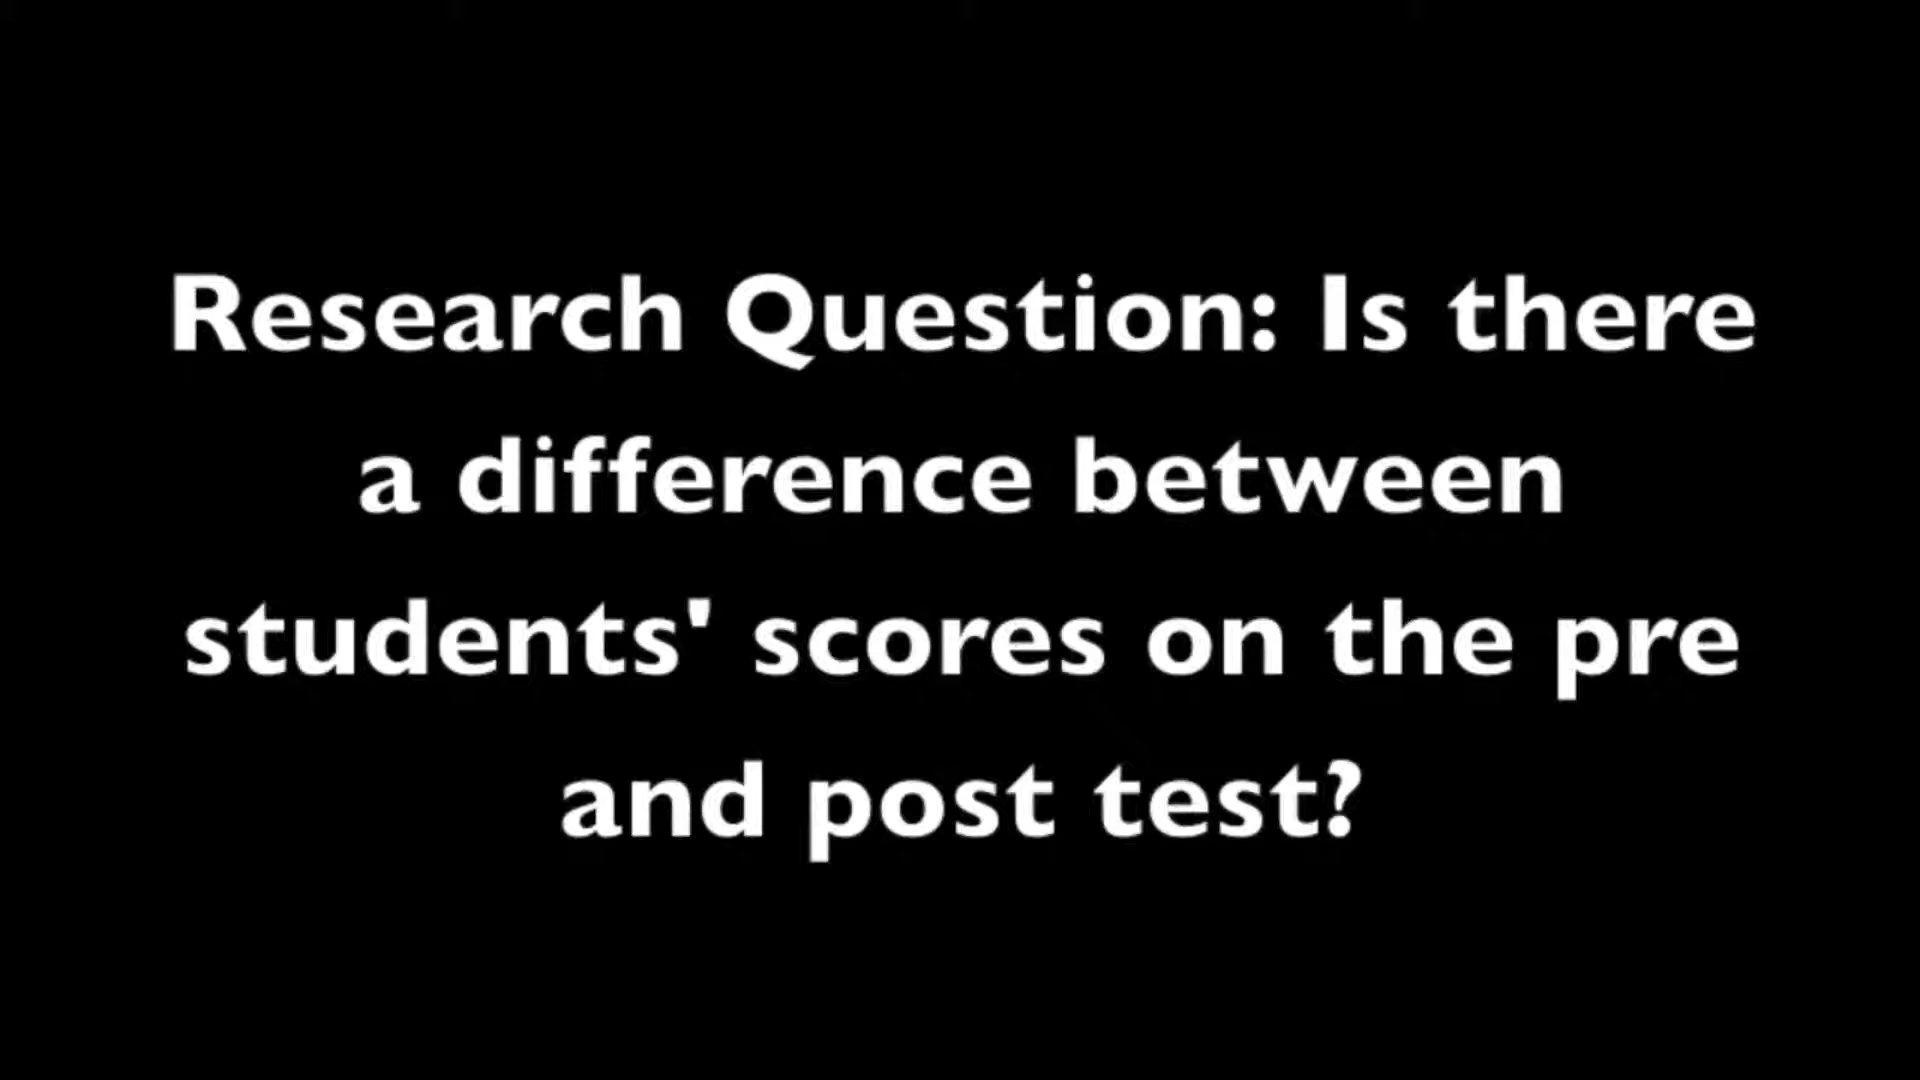 Research Question: Is there
a difference between
students' scores on the pre
and post test?